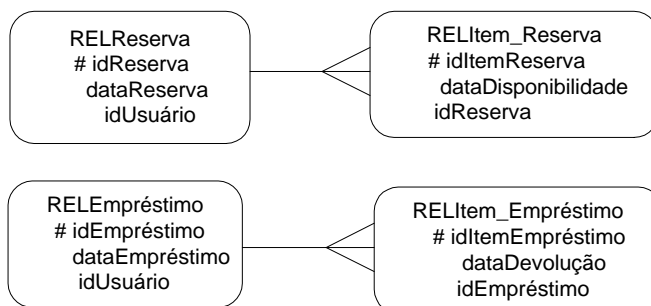 RELReserva
# idReserva
dataReserva
idUsuário
RELItem_Reserva
# idItemReserva
dataDisponibilidade
idReserva
RELEmpréstimo
# idEmpréstimo
dataEmpréstimo
idUsuário
RELItem_Empréstimo
# idItemEmpréstimo
dataDevolução
idEmpréstimo